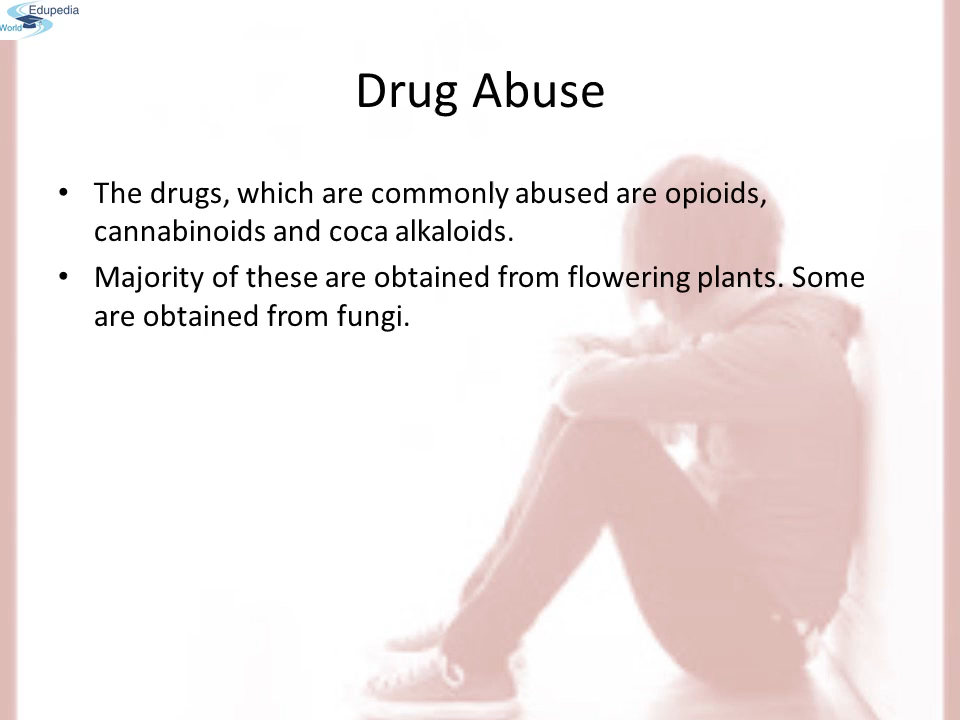 Edupedia
World
Drug Abuse
• The drugs, which are commonly abused are opioids,
cannabinoids and coca alkaloids.
• Majority of these are obtained from flowering plants. Some
are obtained from fungi.